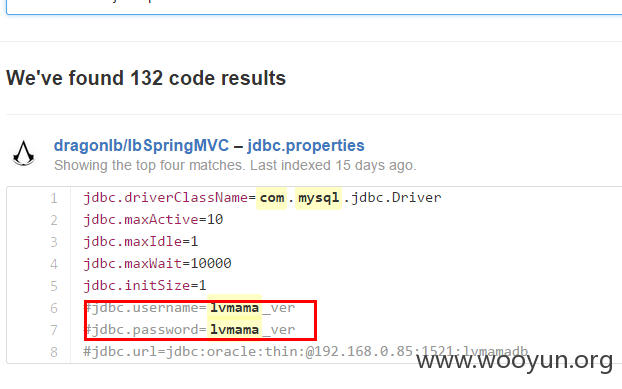 We've found 132 code results
dragonlb/lbSpringMVC – jdbc.properties
Showing the top four matches. Last indexed 15 days ago.
1 jdbc.driverClassName=com.mysql.jdbc.Driver
2 jdbc.maxActive=10
3 jdbc.maxIdle=1
4 jdbc.maxWait=10000
5 jdbc.initSize=1
6 #jdbc.username=lvmama_ver
7 #jdbc.password=lvmama_ver
8 #jdbc.url=jdbc:oracle:thin:@192.168.0.85:1521:lvmamadb
www.wooyun.org